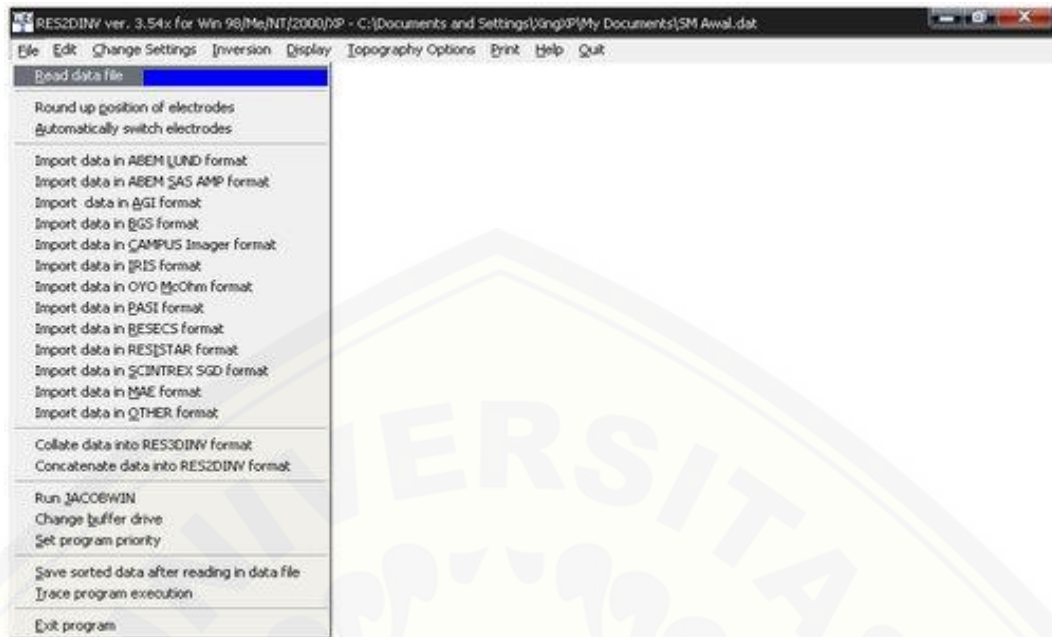 RES2DINV ver. 3.54x for Win 98/Me/NT/2000/XP - C:\Documents and Settings\XingXP\My Documents\SM Awal.dat
File Edit Change Settings Inversion Display Topography Options Print Help Quit
Read data file
Round up position of electrodes
Automatically switch electrodes
Import data in ABEM LUND format
Import data in ABEM SAS AMP format
Import data in AGI format
Import data in BGS format
Import data in CAMPUS Imager format
Import data in IRIS format
Import data in OYO McOhm format
Import data in PASI format
Import data in RESECS format
Import data in RESISTAR format
Import data in SCINTREX SGD format
Import data in MAE format
Import data in OTHER format
Collate data into RES3DINV format
Concatenate data into RES2DINV format
Run JACOBWIN
Change buffer drive
Set program priority
Save sorted data after reading in data file
Trace program execution
Exit program
UNIVERSITA